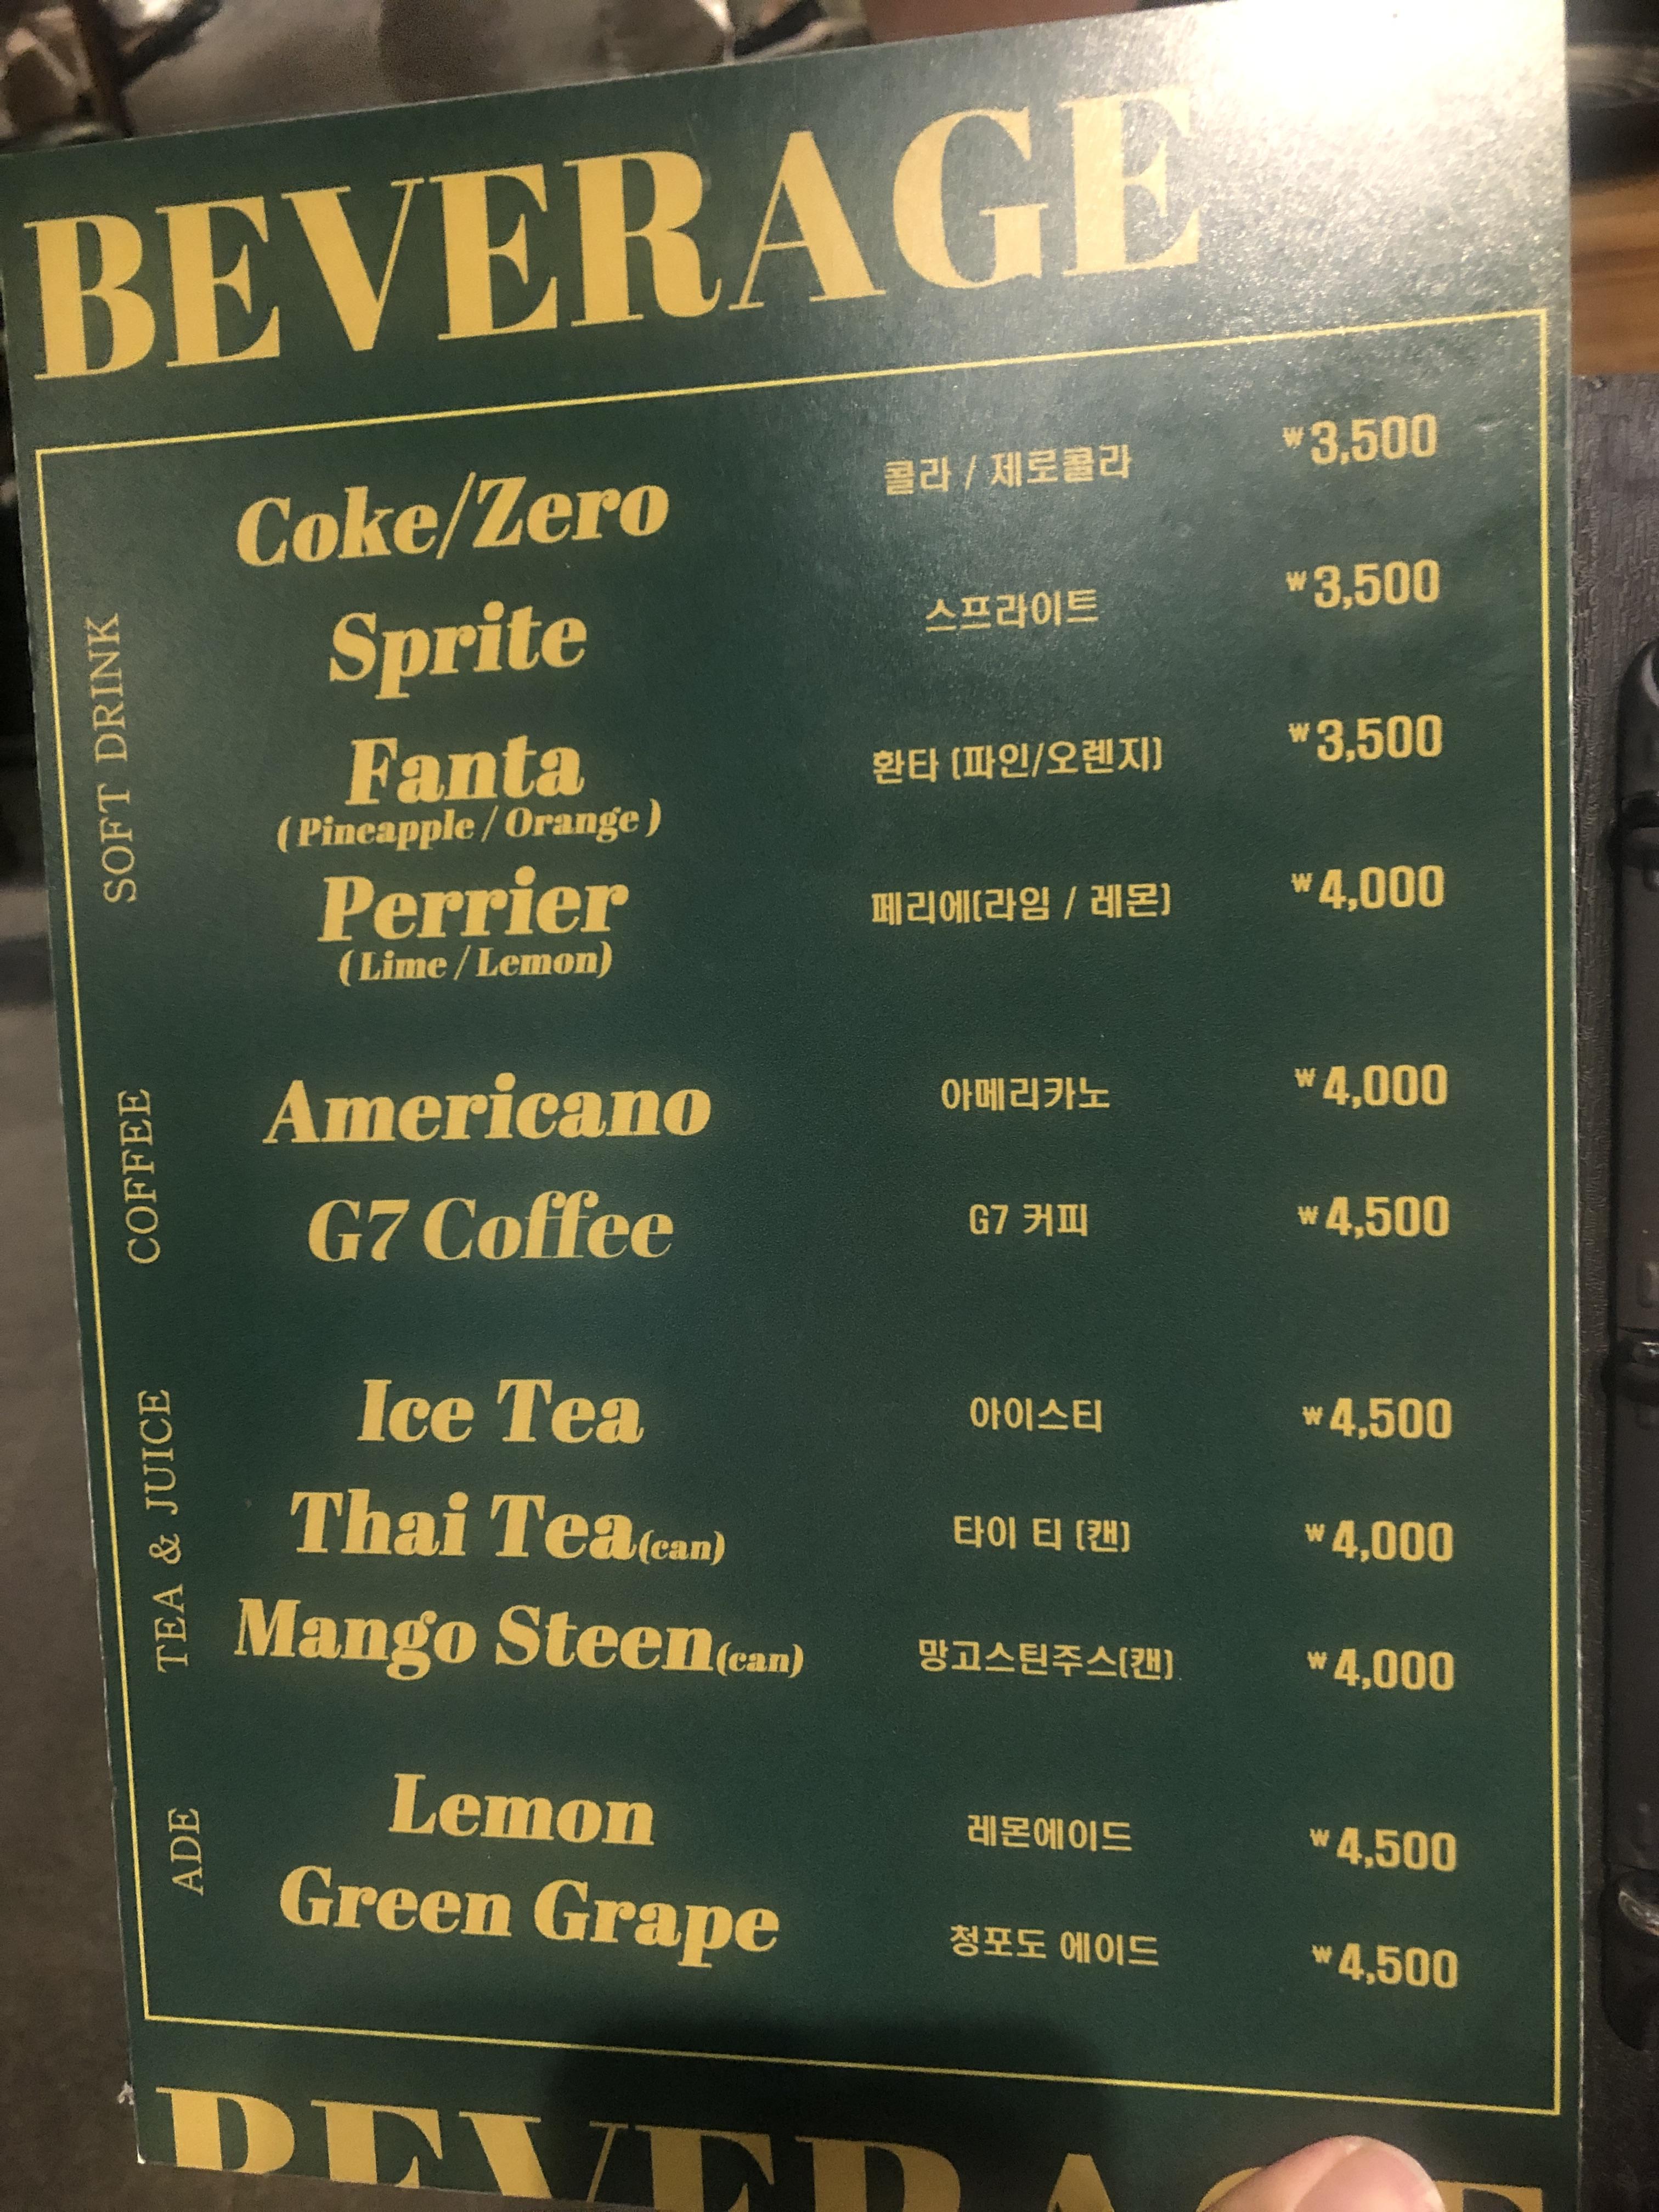 BEVERAGE
SOFT DRINK
Coke/Zero 콜라 / 제로콜라 ₩3,500
Sprite 스프라이트 ₩3,500
Fanta 환타 (파인/오렌지) ₩3,500
(Pineapple / Orange)
Perrier 페리에(라임 / 레몬) ₩4,000
(Lime / Lemon)
COFFEE
Americano 아메리카노 ₩4,000
G7 Coffee G7 커피 ₩4,500
TEA & JUICE
Ice Tea 아이스티 ₩4,500
Thai Tea(can) 타이 티 (캔) ₩4,000
Mango Steen(can) 망고스틴주스(캔) ₩4,000
ADE
Lemon 레몬에이드 ₩4,500
Green Grape 청포도 에이드 ₩4,500
BEVERAGE